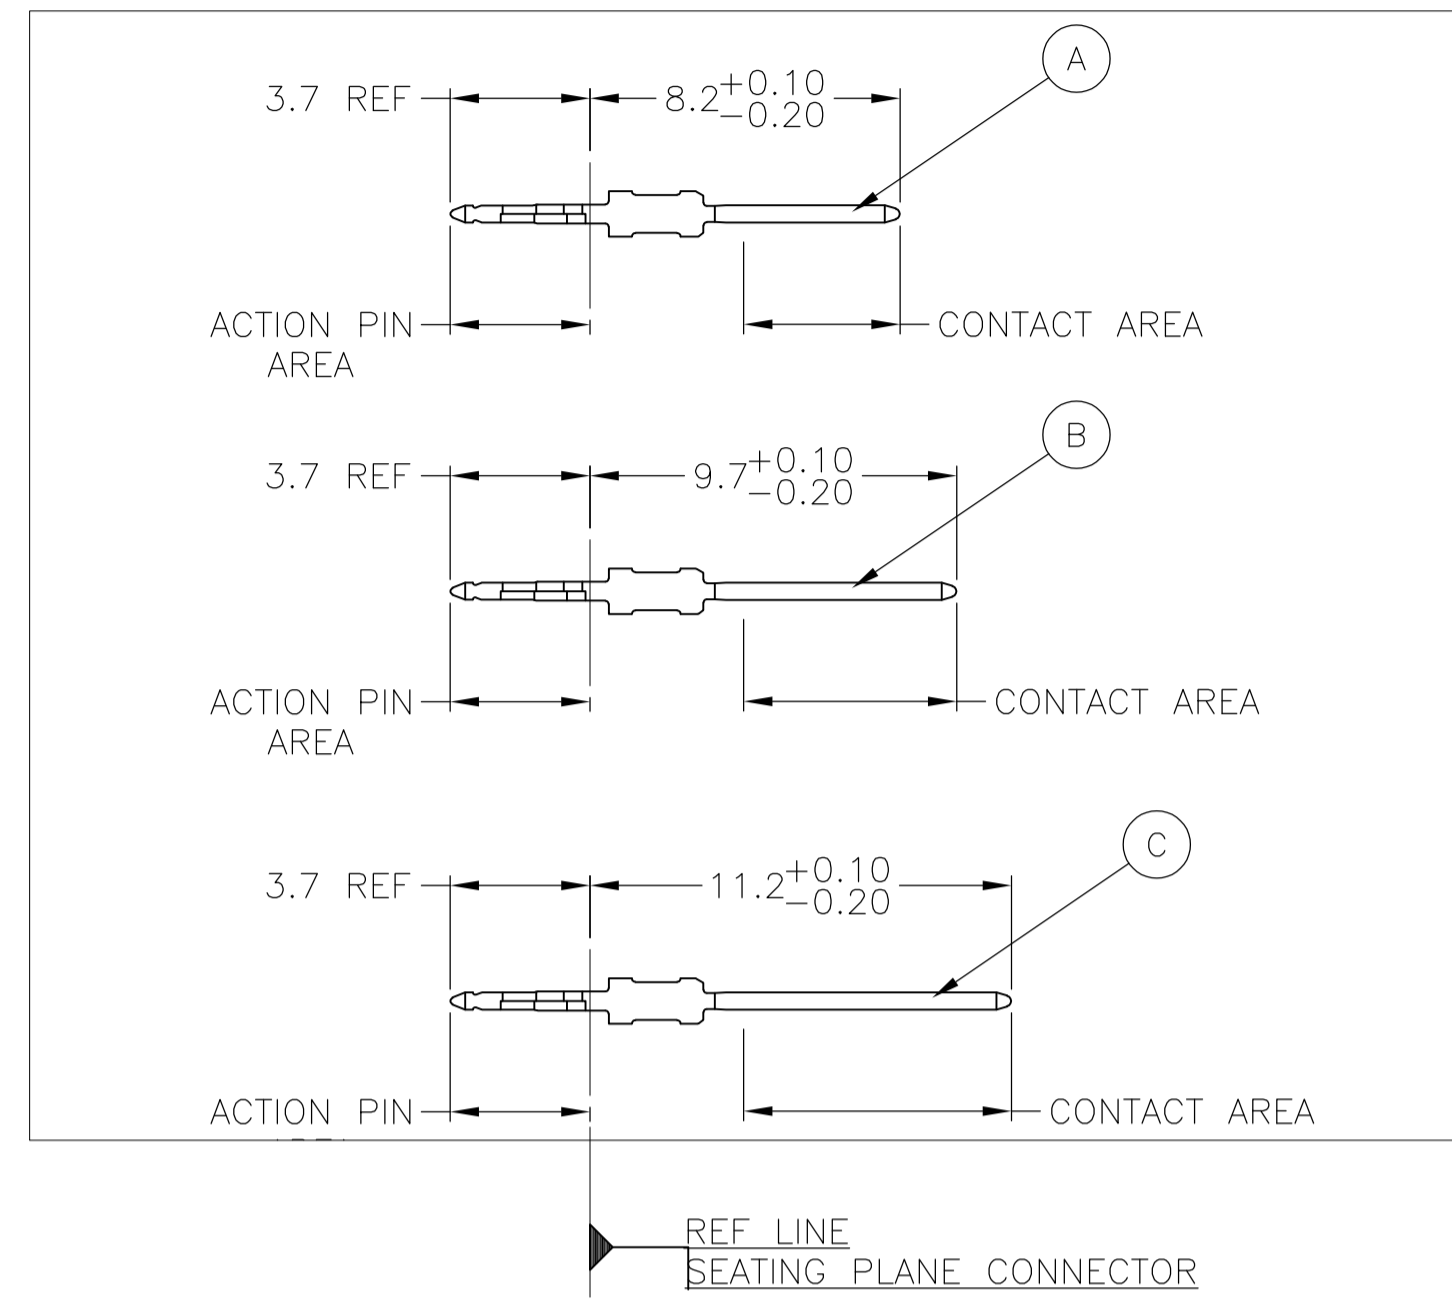 A
3.7 REF 8.2 +0.10
-0.20
ACTION PIN CONTACT AREA
AREA
B
3.7 REF 9.7 +0.10
-0.20
ACTION PIN CONTACT AREA
AREA
C
3.7 REF 11.2 +0.10
-0.20
ACTION PIN CONTACT AREA
REF LINE
SEATING PLANE CONNECTOR